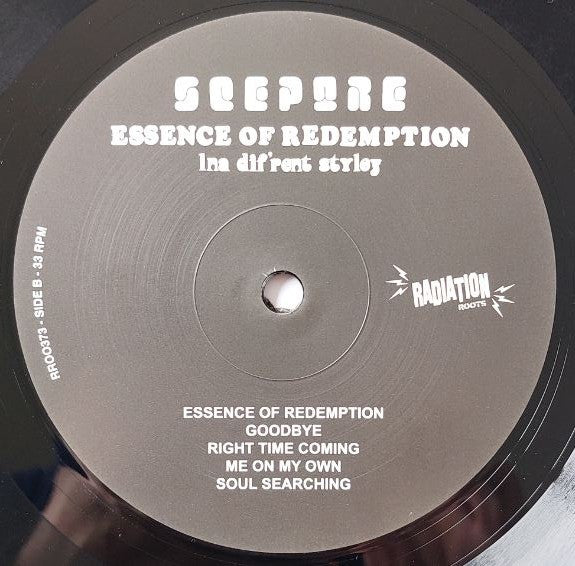 SCEPTRE
ESSENCE OF REDEMPTION
Ina dif'rent styley
RROO373 - SIDE B - 33 RPM
RADIATION
ROOTS
ESSENCE OF REDEMPTION
GOODBYE
RIGHT TIME COMING
ME ON MY OWN
SOUL SEARCHING